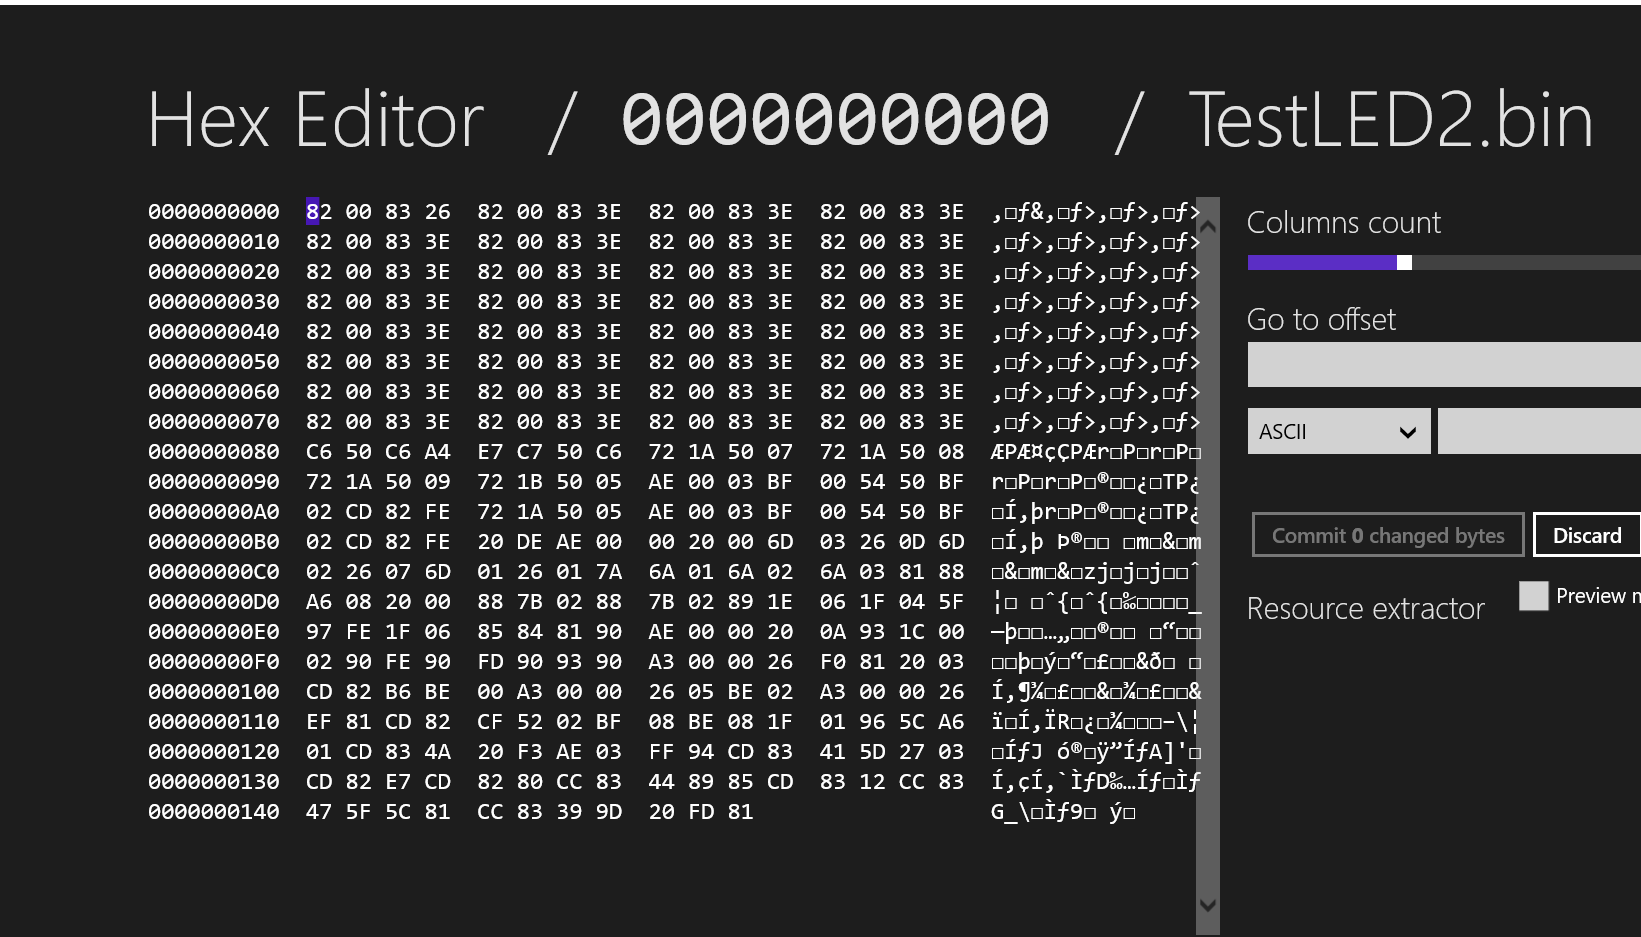 Hex Editor / 0000000000 / TestLED2.bin
0000000000 82 00 83 26 82 00 83 3E 82 00 83 3E 82 00 83 3E ‚□ƒ&‚□ƒ>‚□ƒ>‚□ƒ>
0000000010 82 00 83 3E 82 00 83 3E 82 00 83 3E 82 00 83 3E ‚□ƒ>‚□ƒ>‚□ƒ>‚□ƒ>
0000000020 82 00 83 3E 82 00 83 3E 82 00 83 3E 82 00 83 3E ‚□ƒ>‚□ƒ>‚□ƒ>‚□ƒ>
0000000030 82 00 83 3E 82 00 83 3E 82 00 83 3E 82 00 83 3E ‚□ƒ>‚□ƒ>‚□ƒ>‚□ƒ>
0000000040 82 00 83 3E 82 00 83 3E 82 00 83 3E 82 00 83 3E ‚□ƒ>‚□ƒ>‚□ƒ>‚□ƒ>
0000000050 82 00 83 3E 82 00 83 3E 82 00 83 3E 82 00 83 3E ‚□ƒ>‚□ƒ>‚□ƒ>‚□ƒ>
0000000060 82 00 83 3E 82 00 83 3E 82 00 83 3E 82 00 83 3E ‚□ƒ>‚□ƒ>‚□ƒ>‚□ƒ>
0000000070 82 00 83 3E 82 00 83 3E 82 00 83 3E 82 00 83 3E ‚□ƒ>‚□ƒ>‚□ƒ>‚□ƒ>
0000000080 C6 50 C6 A4 E7 C7 50 C6 72 1A 50 07 72 1A 50 08 ÆPÆ¤çÇPÆr□P□r□P□
0000000090 72 1A 50 09 72 1B 50 05 AE 00 03 BF 00 54 50 BF r□P□r□P□®□□¿□TP¿
00000000A0 02 CD 82 FE 72 1A 50 05 AE 00 03 BF 00 54 50 BF □Í‚þr□P□®□□¿□TP¿
00000000B0 02 CD 82 FE 20 DE AE 00 00 20 00 6D 03 26 0D 6D □Í‚þ Þ®□□ □m□&□m
00000000C0 02 26 07 6D 01 26 01 7A 6A 01 6A 02 6A 03 81 88 □&□m□&□zj□j□j□□ˆ
00000000D0 A6 08 20 00 88 7B 02 88 7B 02 89 1E 06 1F 04 5F ¦□ □ˆ{□ˆ{□‰□□□□_
00000000E0 97 FE 1F 06 85 84 81 90 AE 00 00 20 0A 93 1C 00 —þ□□…„□□®□□ □“□□
00000000F0 02 90 FE 90 FD 90 93 90 A3 00 00 26 F0 81 20 03 □□þ□ý□“□£□□&ð□ □
0000000100 CD 82 B6 BE 00 A3 00 00 26 05 BE 02 A3 00 00 26 Í‚¶¾□£□□&□¾□£□□&
0000000110 EF 81 CD 82 CF 52 02 BF 08 BE 08 1F 01 96 5C A6 ï□Í‚ÏR□¿□¾□□□–\¦
0000000120 01 CD 83 4A 20 F3 AE 03 FF 94 CD 83 41 5D 27 03 □ÍƒJ ó®□ÿ”ÍƒA]'□
0000000130 CD 82 E7 CD 82 80 CC 83 44 89 85 CD 83 12 CC 83 Í‚çÍ‚`ÌƒD‰…Íƒ□Ìƒ
0000000140 47 5F 5C 81 CC 83 39 9D 20 FD 81 G_\□Ìƒ9□ ý□
Columns count
Go to offset
ASCII
Commit 0 changed bytes
Discard
Resource extractor
Preview